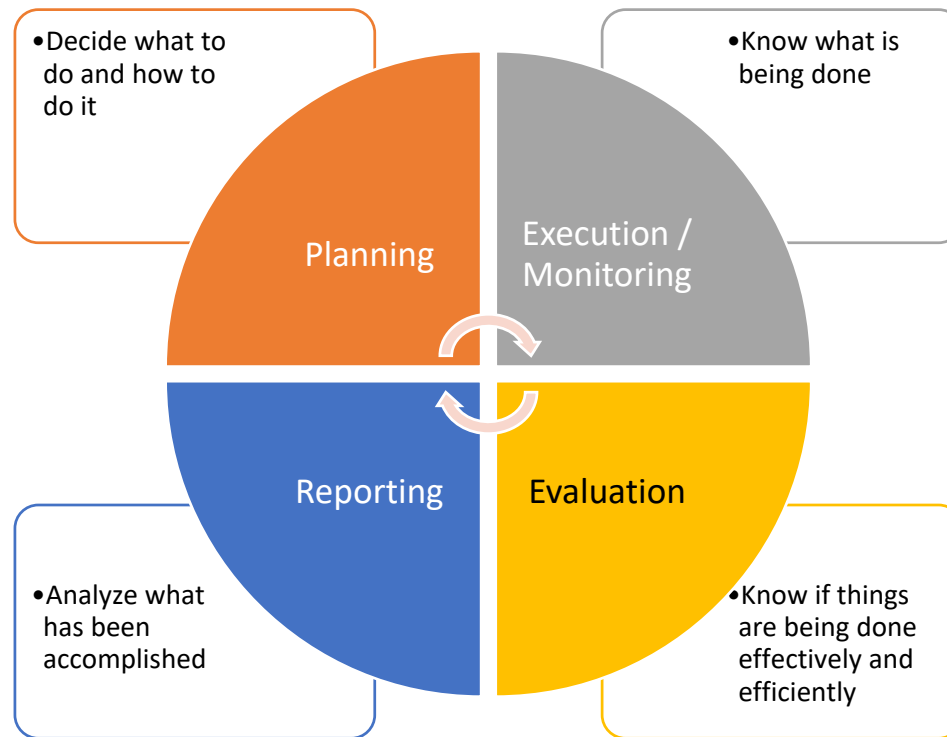 •Decide what to
do and how to
do it
•Know what is
being done
Planning
Execution /
Monitoring
Reporting
Evaluation
•Analyze what
has been
accomplished
•Know if things
are being done
effectively and
efficiently